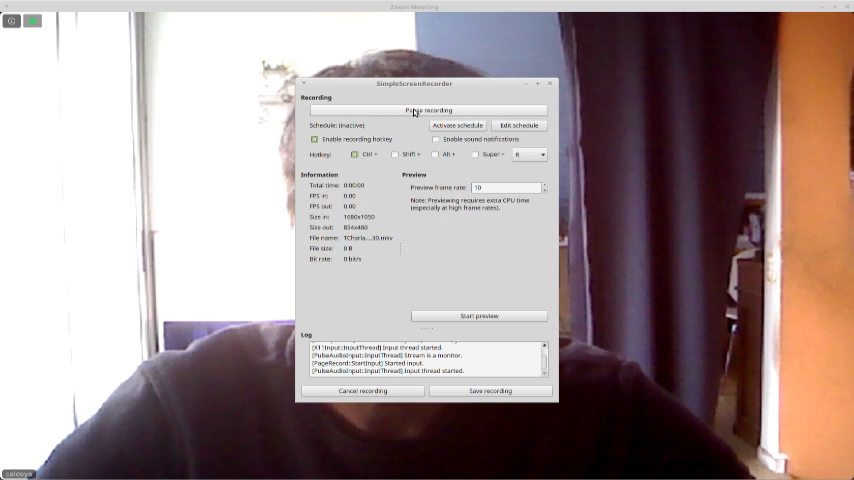 Zoom Meeting
SimpleScreenRecorder
Recording
Pause recording
Schedule: (inactive)
Activate schedule
Edit schedule
Enable recording hotkey
Enable sound notifications
Hotkey:
Ctrl +
Shift +
Alt +
Super +
R
Information
Preview
Total time: 0:00:00
Preview frame rate: 10
FPS in: 0.00
FPS out: 0.00
Note: Previewing requires extra CPU time
(especially at high frame rates).
Size in: 1680x1050
Size out: 854x480
File name: TCharla...30.mkv
File size: 0 B
Bit rate: 0 bit/s
Start preview
Log
[X11Input::InputThread] Input thread started.
[PulseAudioInput::InputThread] Stream is a monitor.
[PageRecord::StartInput] Started input.
[PulseAudioInput::InputThread] Input thread started.
Cancel recording
Save recording